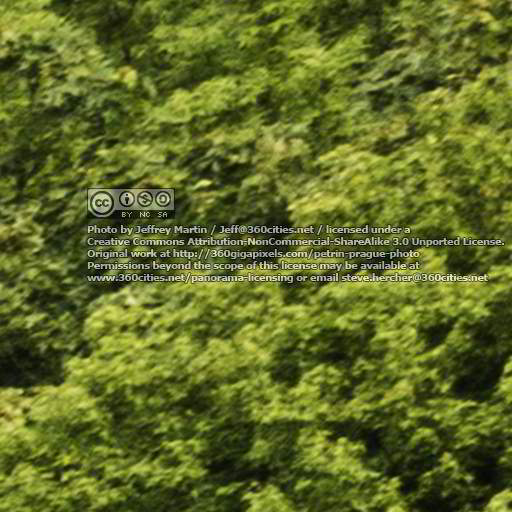 cc
BY NC SA
Photo by Jeffrey Martin / Jeff@360cities.net / licensed under a
Creative Commons Attribution-NonCommercial-ShareAlike 3.0 Unported License.
Original work at http://360gigapixels.com/petrin-prague-photo
Permissions beyond the scope of this license may be available at
www.360cities.net/panorama-licensing or email steve.hercher@360cities.net